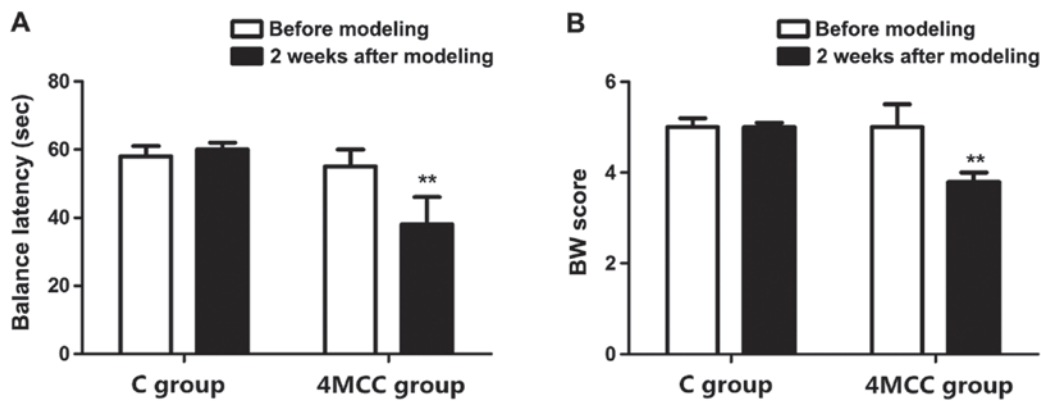 A
Before modeling
2 weeks after modeling
Balance latency (sec)
80
60
40
20
0
**
C group
4MCC group
B
Before modeling
2 weeks after modeling
BW score
6
4
2
0
**
C group
4MCC group